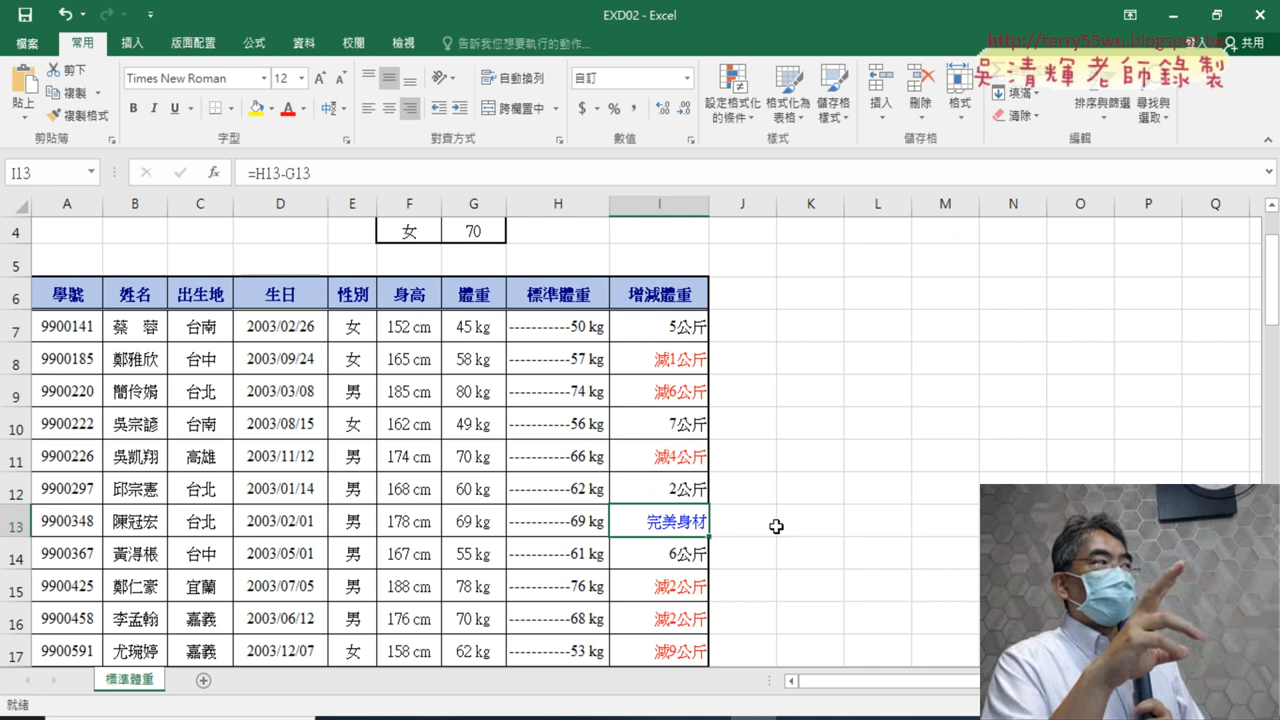 EXD02 - Excel
http://terry55wu.blogspot.tw
吳清輝老師錄製
檔案 常用 插入 版面配置 公式 資料 校閱 檢視 告訴我您想要執行的動作... 登入 共用
貼上 剪下 複製 複製格式 剪貼簿
Times New Roman 12 B I U A 字型
自動換列 跨欄置中 對齊方式
自訂 $ % , 數值
設定格式化的條件 格式化為表格 儲存格樣式 樣式
插入 刪除 格式 儲存格
填滿 清除 排序與篩選 尋找與選取 編輯
I13 fx =H13-G13
A B C D E F G H I J K L M N O P Q
4 女 70
5
6 學號 姓名 出生地 生日 性別 身高 體重 標準體重 增減體重
7 9900141 蔡 蓉 台南 2003/02/26 女 152 cm 45 kg -----------50 kg 5公斤
8 9900185 鄭雅欣 台中 2003/09/24 女 165 cm 58 kg -----------57 kg 減1公斤
9 9900220 簡伶娟 台北 2003/03/08 男 185 cm 80 kg -----------74 kg 減6公斤
10 9900222 吳宗諺 台南 2003/08/15 女 162 cm 49 kg -----------56 kg 7公斤
11 9900226 吳凱翔 高雄 2003/11/12 男 174 cm 70 kg -----------66 kg 減4公斤
12 9900297 邱宗憲 台北 2003/01/14 男 168 cm 60 kg -----------62 kg 2公斤
13 9900348 陳冠宏 台北 2003/02/01 男 178 cm 69 kg -----------69 kg 完美身材
14 9900367 黃潯根 台中 2003/05/01 男 167 cm 55 kg -----------61 kg 6公斤
15 9900425 鄭仁豪 宜蘭 2003/07/05 男 188 cm 78 kg -----------76 kg 減2公斤
16 9900458 李孟翰 嘉義 2003/06/12 男 176 cm 70 kg -----------68 kg 減2公斤
17 9900591 尤琬婷 嘉義 2003/12/07 女 158 cm 62 kg -----------53 kg 減9公斤
標準體重
就緒